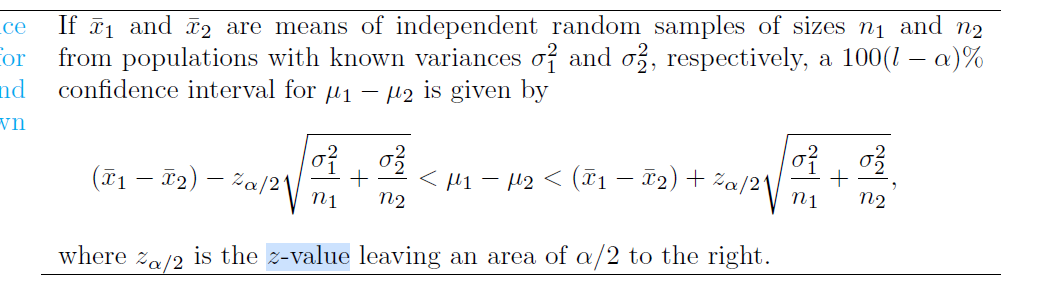 ce If x̄₁ and x̄₂ are means of independent random samples of sizes n₁ and n₂
for from populations with known variances σ₁² and σ₂², respectively, a 100(l − α)%
nd confidence interval for μ₁ − μ₂ is given by
wn
(x̄₁ − x̄₂) − z_{α/2}√(σ₁²/n₁ + σ₂²/n₂) < μ₁ − μ₂ < (x̄₁ − x̄₂) + z_{α/2}√(σ₁²/n₁ + σ₂²/n₂),
where z_{α/2} is the z-value leaving an area of α/2 to the right.